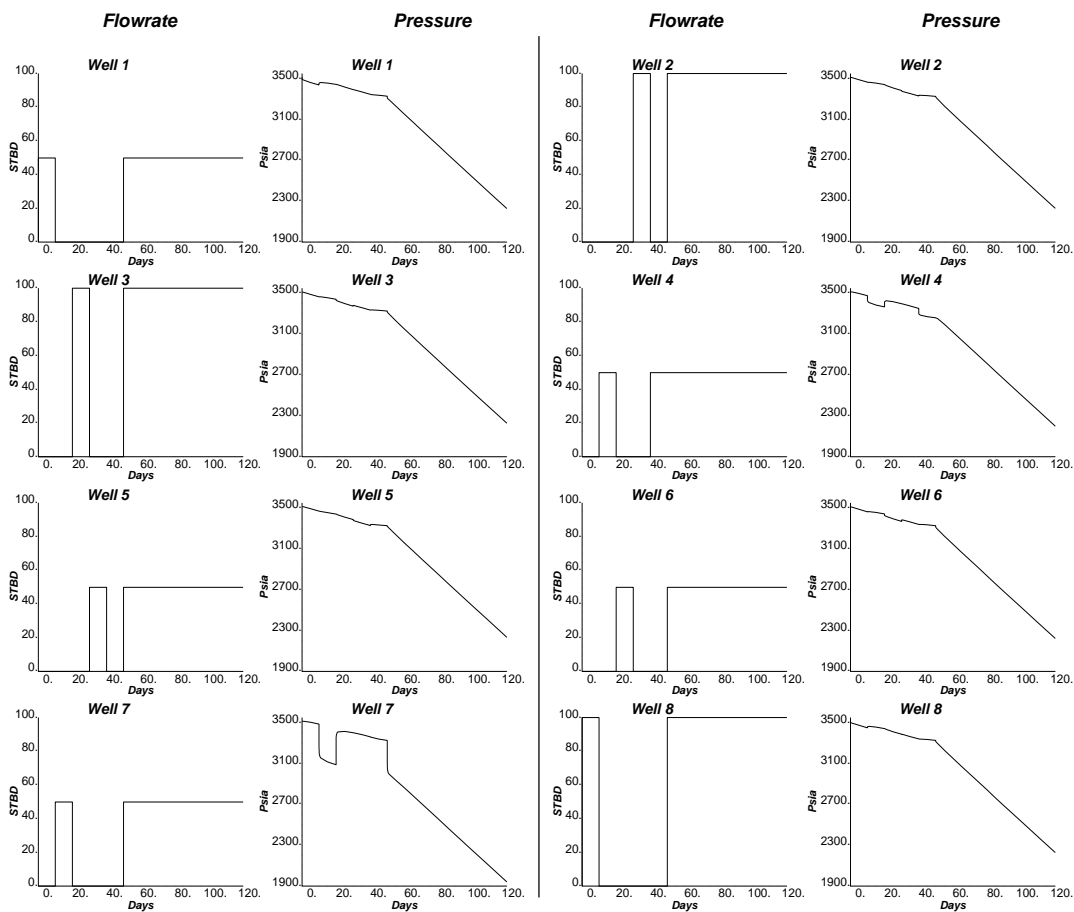 Flowrate Pressure Flowrate Pressure
Well 1 Well 1 Well 2 Well 2
100. 3500. 100. 3500.
80. 3100. 80. 3100.
60. 2700. 60. 2700.
STBD Psia STBD Psia
40. 2300. 40. 2300.
20. 1900. 20. 1900.
0. 0.
0. 20. 40. 60. 80. 100. 120. 0. 20. 40. 60. 80. 100. 120. 0. 20. 40. 60. 80. 100. 120. 0. 20. 40. 60. 80. 100. 120.
Days Days Days Days
Well 3 Well 3 Well 4 Well 4
100. 3500. 100. 3500.
80. 3100. 80. 3100.
60. 2700. 60. 2700.
STBD Psia STBD Psia
40. 2300. 40. 2300.
20. 1900. 20. 1900.
0. 0.
0. 20. 40. 60. 80. 100. 120. 0. 20. 40. 60. 80. 100. 120. 0. 20. 40. 60. 80. 100. 120. 0. 20. 40. 60. 80. 100. 120.
Days Days Days Days
Well 5 Well 5 Well 6 Well 6
100. 3500. 100. 3500.
80. 3100. 80. 3100.
60. 2700. 60. 2700.
STBD Psia STBD Psia
40. 2300. 40. 2300.
20. 1900. 20. 1900.
0. 0.
0. 20. 40. 60. 80. 100. 120. 0. 20. 40. 60. 80. 100. 120. 0. 20. 40. 60. 80. 100. 120. 0. 20. 40. 60. 80. 100. 120.
Days Days Days Days
Well 7 Well 7 Well 8 Well 8
100. 3500. 100. 3500.
80. 3100. 80. 3100.
60. 2700. 60. 2700.
STBD Psia STBD Psia
40. 2300. 40. 2300.
20. 1900. 20. 1900.
0. 0.
0. 20. 40. 60. 80. 100. 120. 0. 20. 40. 60. 80. 100. 120. 0. 20. 40. 60. 80. 100. 120. 0. 20. 40. 60. 80. 100. 120.
Days Days Days Days